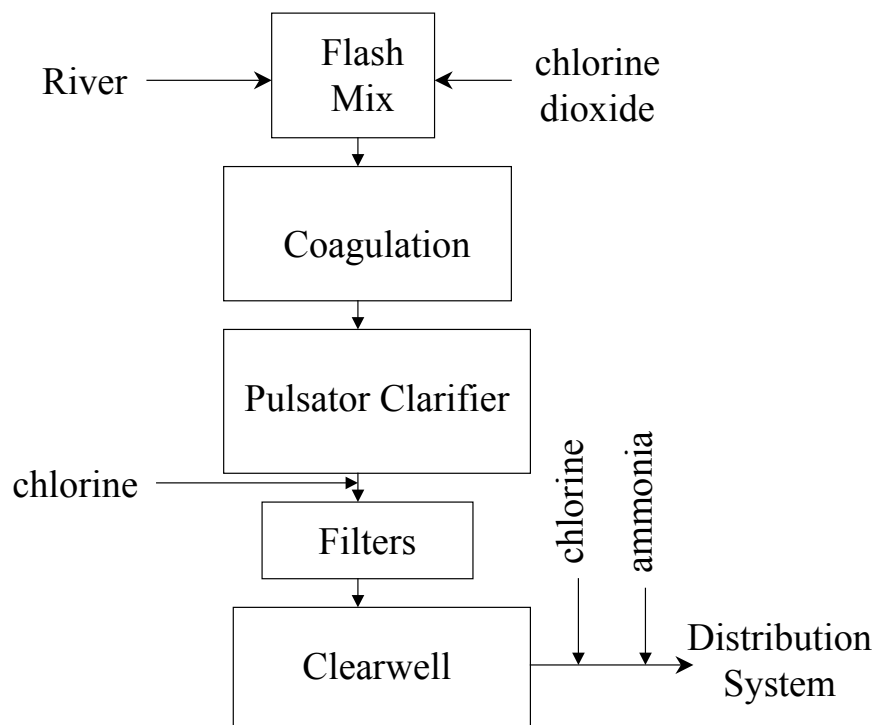 River
Flash
Mix
chlorine
dioxide
Coagulation
Pulsator Clarifier
chlorine
Filters
chlorine
ammonia
Clearwell
Distribution
System